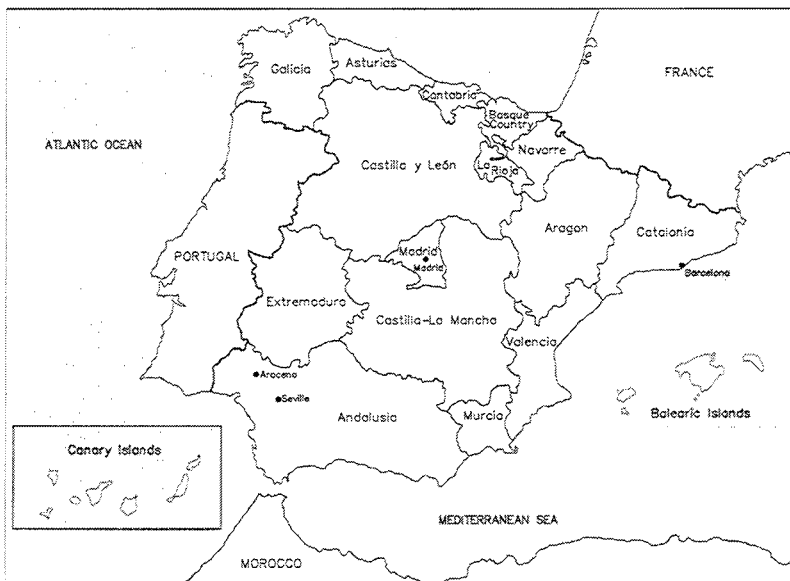 Galicia
Asturias
Cantabria
Basque
Country
FRANCE
ATLANTIC OCEAN
Navarre
Castilla y León
La
Rioja
Aragon
Catalonia
PORTUGAL
Madrid
Madrid
Barcelona
Extremadura
Castilla-La Mancha
Valencia
Aracena
Seville
Andalusia
Murcia
Balearic Islands
Canary Islands
MEDITERRANEAN SEA
MOROCCO